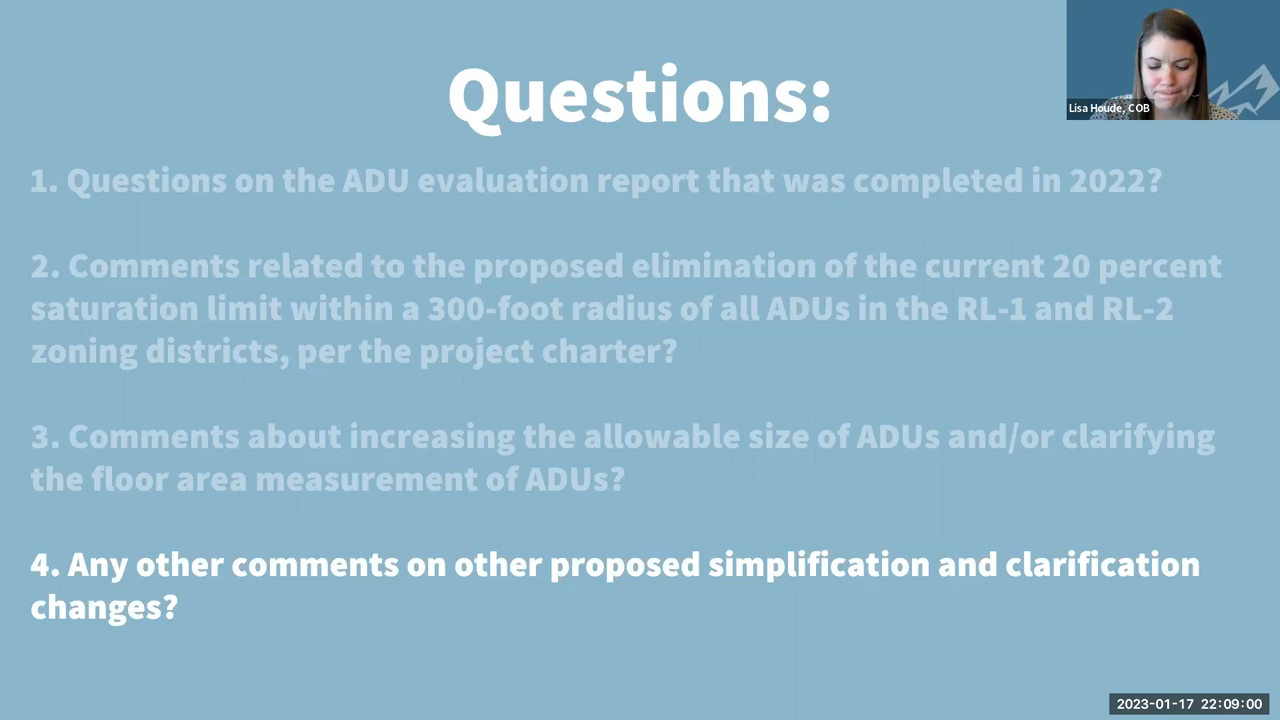 Questions:
Lisa Houde, COB
1. Questions on the ADU evaluation report that was completed in 2022?
2. Comments related to the proposed elimination of the current 20 percent
saturation limit within a 300-foot radius of all ADUs in the RL-1 and RL-2
zoning districts, per the project charter?
3. Comments about increasing the allowable size of ADUs and/or clarifying
the floor area measurement of ADUs?
4. Any other comments on other proposed simplification and clarification
changes?
2023-01-17 22:09:00